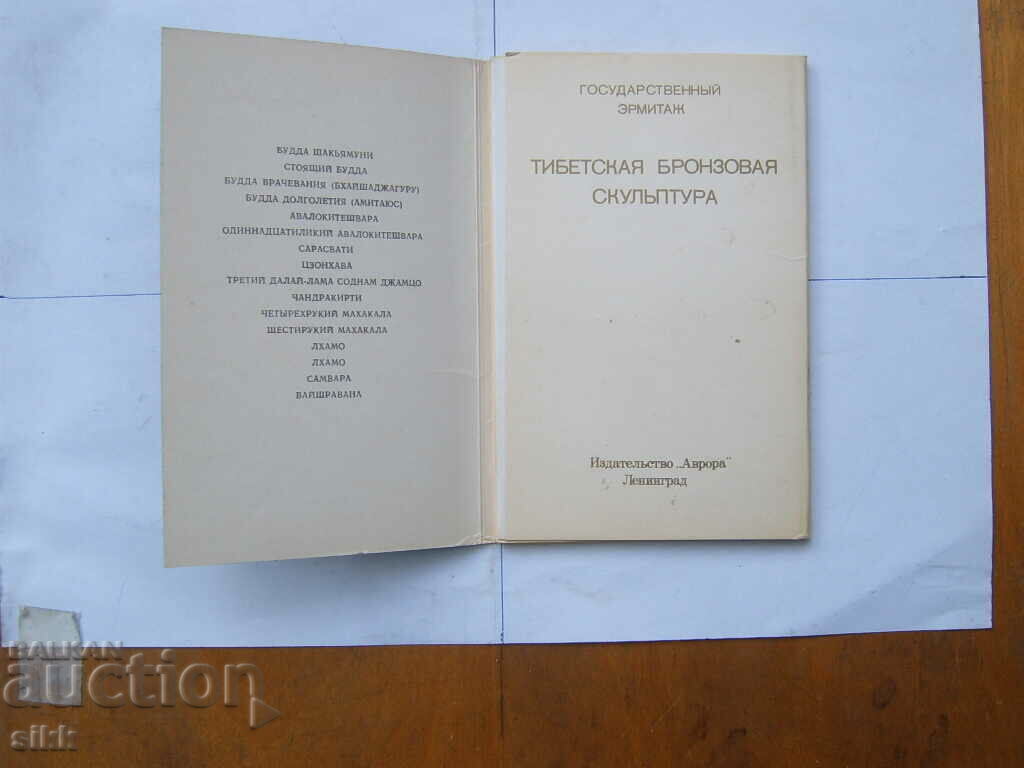 БУДДА ШАКЬЯМУНИ
СТОЯЩИЙ БУДДА
БУДДА ВРАЧЕВАНИЯ (БХАЙШАДЖАГУРУ)
БУДДА ДОЛГОЛЕТИЯ (АМИТАЮС)
АВАЛОКИТЕШВАРА
ОДИННАДЦАТИЛИКИЙ АВАЛОКИТЕШВАРА
САРАСВАТИ
ЦЗОНХАВА
ТРЕТИЙ ДАЛАЙ-ЛАМА СОДНАМ ДЖАМЦО
ЧАНДРАКИРТИ
ЧЕТЫРЕХРУКИЙ МАХАКАЛА
ШЕСТИРУКИЙ МАХАКАЛА
ЛХАМО
ЛХАМО
САМВАРА
ВАЙШРАВАНА
ГОСУДАРСТВЕННЫЙ
ЭРМИТАЖ
ТИБЕТСКАЯ БРОНЗОВАЯ
СКУЛЬПТУРА
Издательство „Аврора"
Ленинград
БАЛКАН
auction
sikk